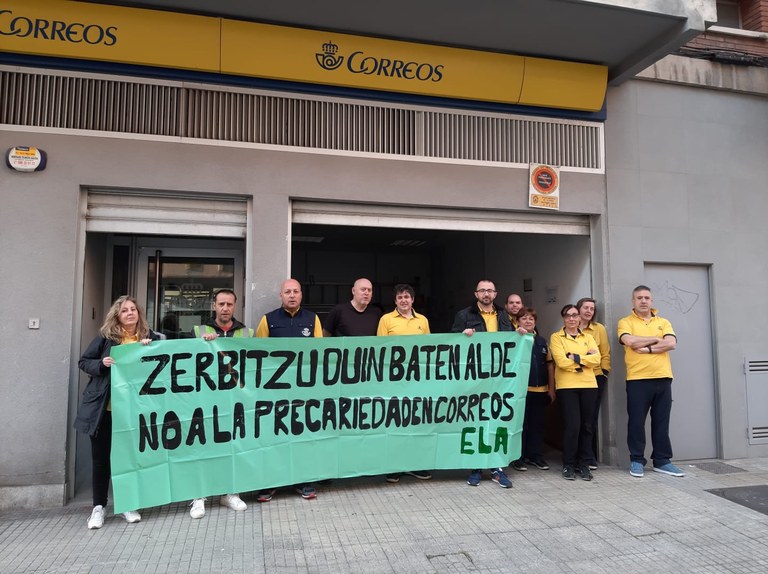 CORREOS
CORREOS
ZERBITZU DUIN BATEN ALDE
NO A LA PRECARIEDAD EN CORREOS
ELA